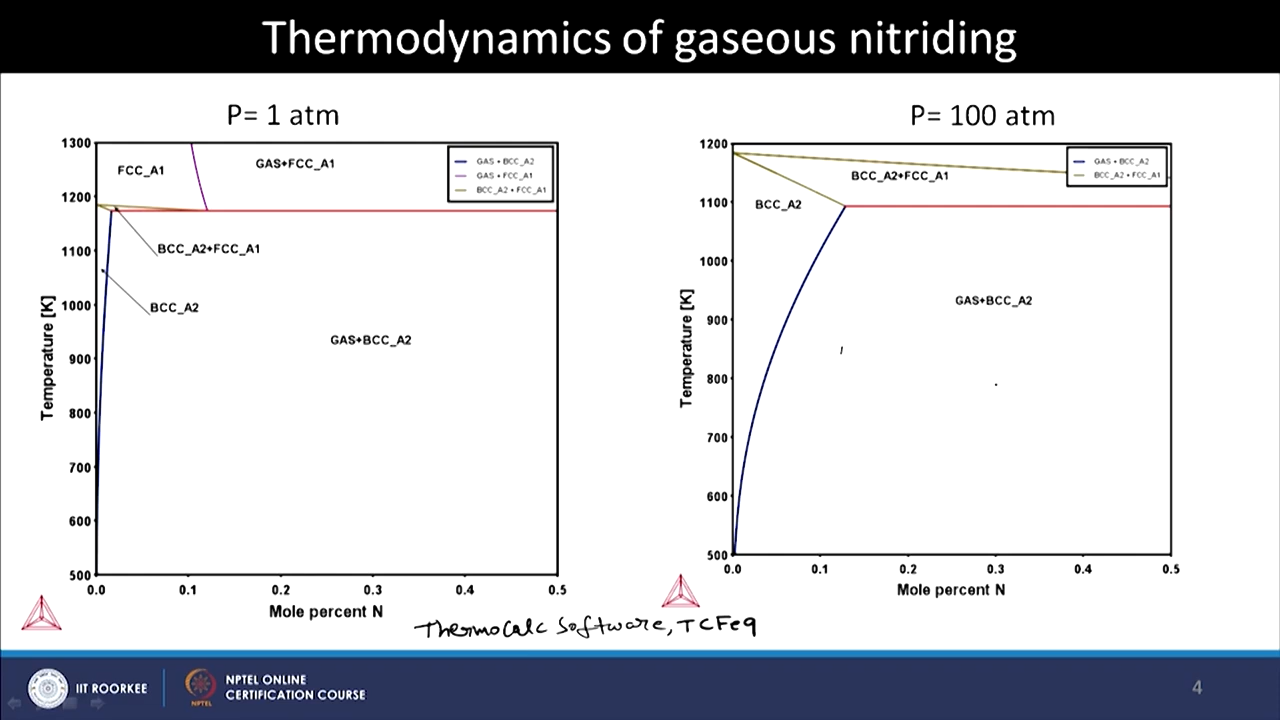 Thermodynamics of gaseous nitriding
P= 1 atm
1300
1200
1100
1000
900
800
700
600
500
Temperature [K]
FCC_A1
GAS+FCC_A1
GAS + BCC_A2
GAS + FCC_A1
BCC_A2 + FCC_A1
BCC_A2+FCC_A1
BCC_A2
GAS+BCC_A2
0.0 0.1 0.2 0.3 0.4 0.5
Mole percent N
P= 100 atm
1200
1100
1000
900
800
700
600
500
Temperature [K]
GAS + BCC_A2
BCC_A2 + FCC_A1
BCC_A2+FCC_A1
BCC_A2
GAS+BCC_A2
0.0 0.1 0.2 0.3 0.4 0.5
Mole percent N
ThermoCalc Software, TCFe9
IIT ROORKEE
NPTEL
NPTEL ONLINE
CERTIFICATION COURSE
4